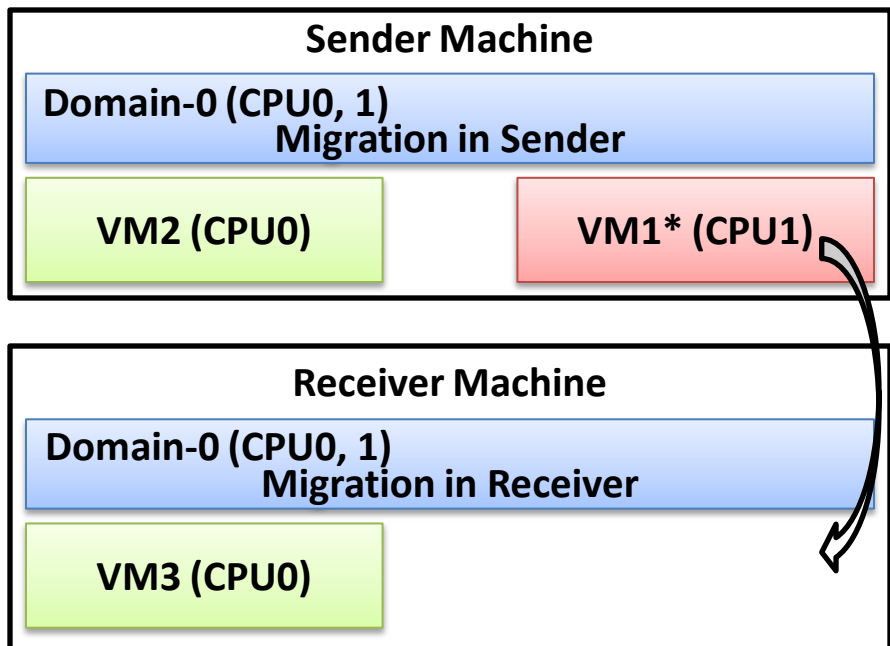 Sender Machine
Domain-0 (CPU0, 1)
Migration in Sender
VM2 (CPU0)
VM1* (CPU1)
Receiver Machine
Domain-0 (CPU0, 1)
Migration in Receiver
VM3 (CPU0)